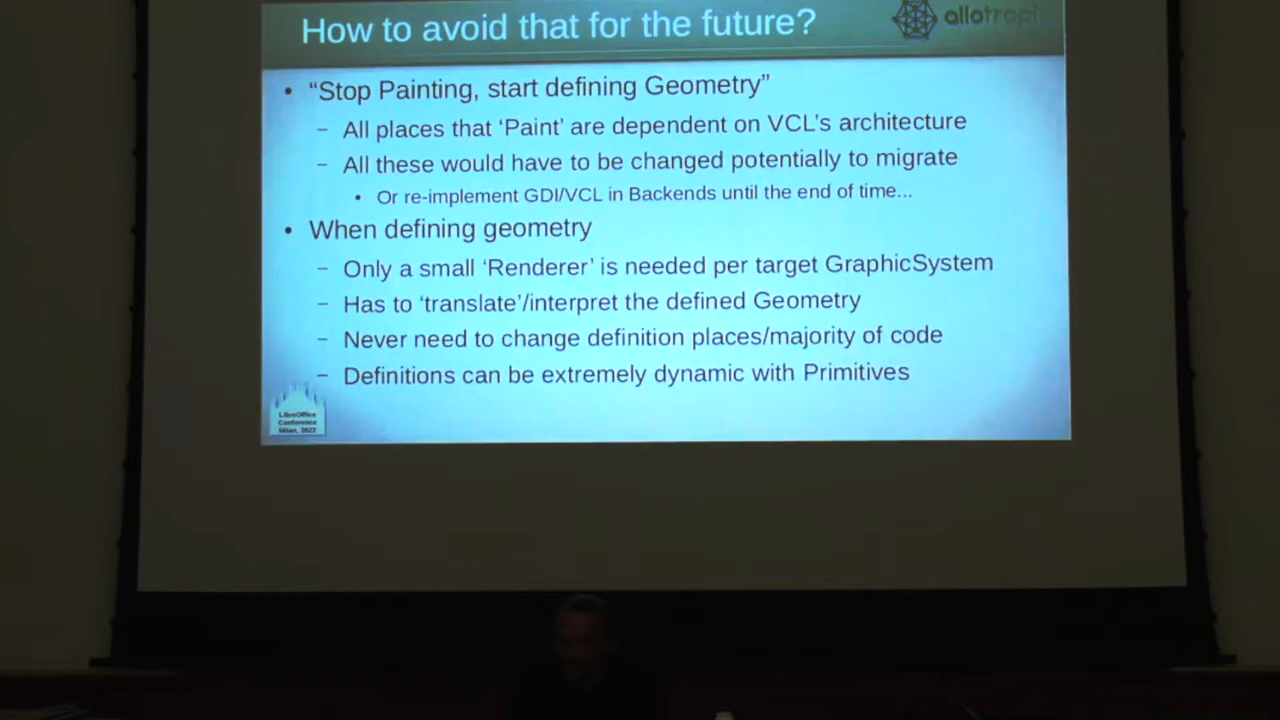 How to avoid that for the future?
allotropia
• “Stop Painting, start defining Geometry”
– All places that ‘Paint’ are dependent on VCL’s architecture
– All these would have to be changed potentially to migrate
• Or re-implement GDI/VCL in Backends until the end of time...
• When defining geometry
– Only a small ‘Renderer’ is needed per target GraphicSystem
– Has to ‘translate’/interpret the defined Geometry
– Never need to change definition places/majority of code
– Definitions can be extremely dynamic with Primitives
LibreOffice
Conference
Milan, 2022